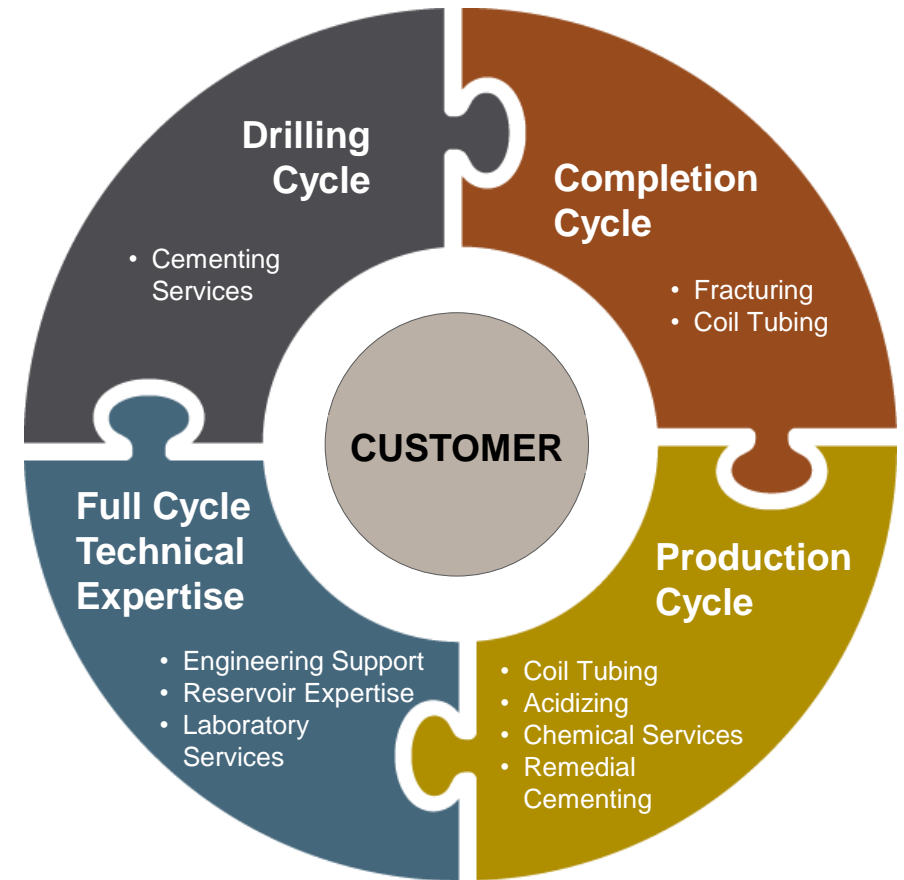 Drilling
Cycle
• Cementing
Services
Completion
Cycle
• Fracturing
• Coil Tubing
CUSTOMER
Full Cycle
Technical
Expertise
• Engineering Support
• Reservoir Expertise
• Laboratory
Services
Production
Cycle
• Coil Tubing
• Acidizing
• Chemical Services
• Remedial
Cementing